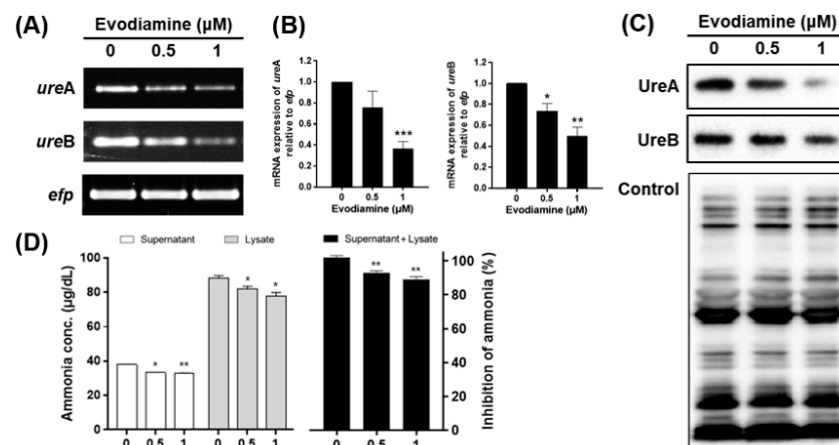 (A)
Evodiamine (µM)
0 0.5 1
ureA
ureB
efp
(B)
mRNA expression of ureA
relative to efp
1.2
1.0
0.8
0.6
0.4
0.2
0.0
***
0 0.5 1
Evodiamine (µM)
mRNA expression of ureB
relative to efp
1.2
1.0
0.8
0.6
0.4
0.2
0.0
*
**
0 0.5 1
Evodiamine (µM)
(C)
Evodiamine (µM)
0 0.5 1
UreA
UreB
Control
(D)
Supernatant Lysate
Ammonia conc. (µg/dL)
100
80
60
40
20
0
* ** * *
0 0.5 1 0 0.5 1
Supernatant + Lysate
** **
100
80
60
40
20
0
Inhibition of ammonia (%)
0 0.5 1